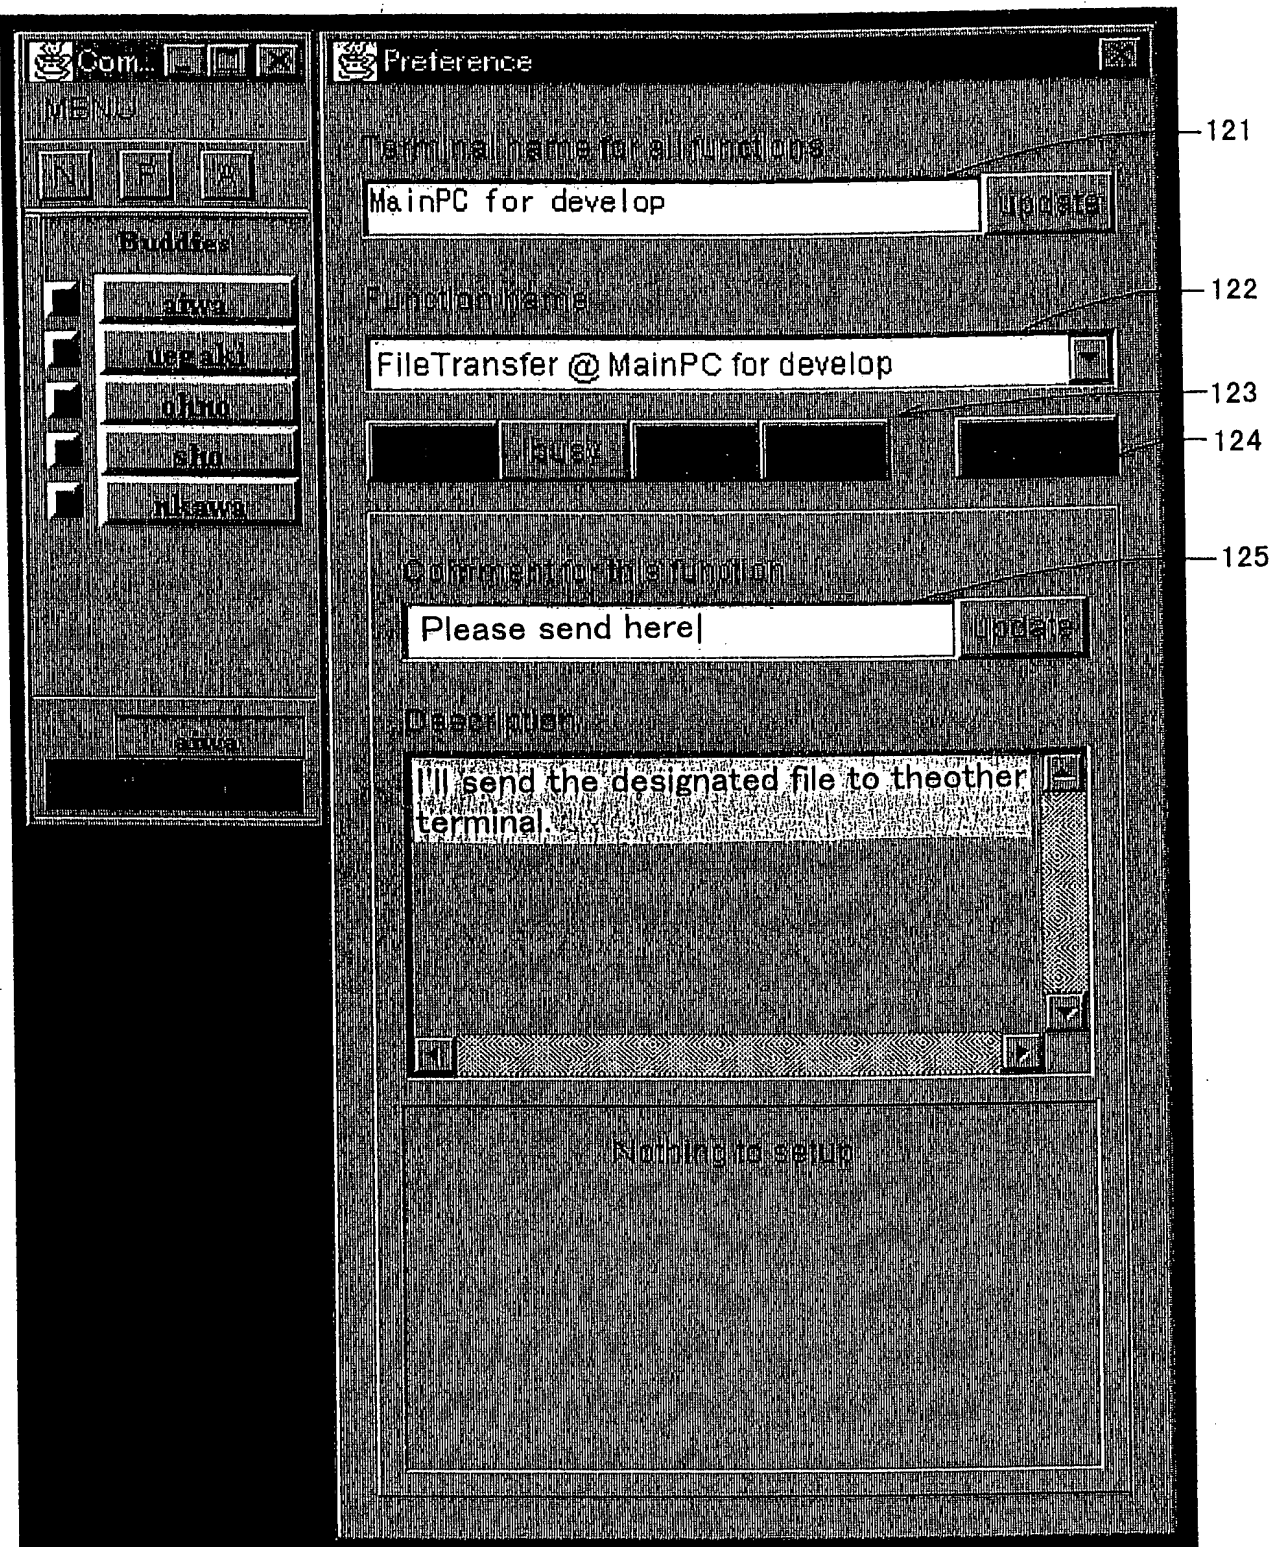 Com...
MENU
N F A
Buddies
aiwa
uegaki
ohno
sho
nkawa
aiwa
Preference
Terminal name for all functions
MainPC for develop
update
Function name
FileTransfer @ MainPC for develop
busy
Comment for this function
Please send here
update
Description
I'll send the designated file to theother
terminal.
Nothing to setup
121
122
123
124
125